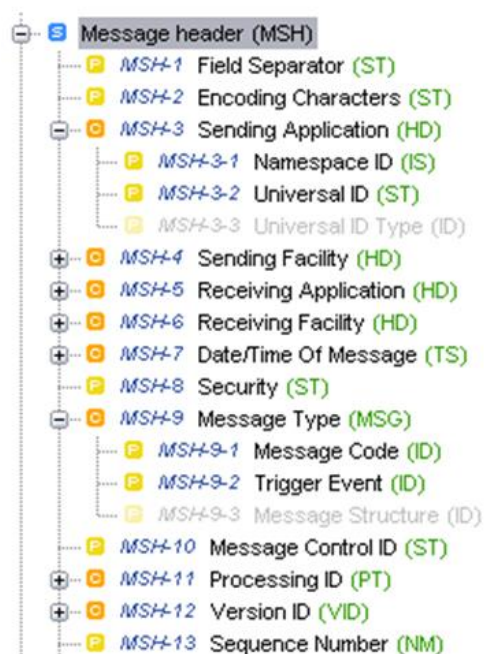 S Message header (MSH)
P MSH-1 Field Separator (ST)
P MSH-2 Encoding Characters (ST)
C MSH-3 Sending Application (HD)
P MSH-3-1 Namespace ID (IS)
P MSH-3-2 Universal ID (ST)
P MSH-3-3 Universal ID Type (ID)
C MSH-4 Sending Facility (HD)
C MSH-5 Receiving Application (HD)
C MSH-6 Receiving Facility (HD)
C MSH-7 Date/Time Of Message (TS)
P MSH-8 Security (ST)
C MSH-9 Message Type (MSG)
P MSH-9-1 Message Code (ID)
P MSH-9-2 Trigger Event (ID)
P MSH-9-3 Message Structure (ID)
P MSH-10 Message Control ID (ST)
C MSH-11 Processing ID (PT)
C MSH-12 Version ID (VID)
P MSH-13 Sequence Number (NM)